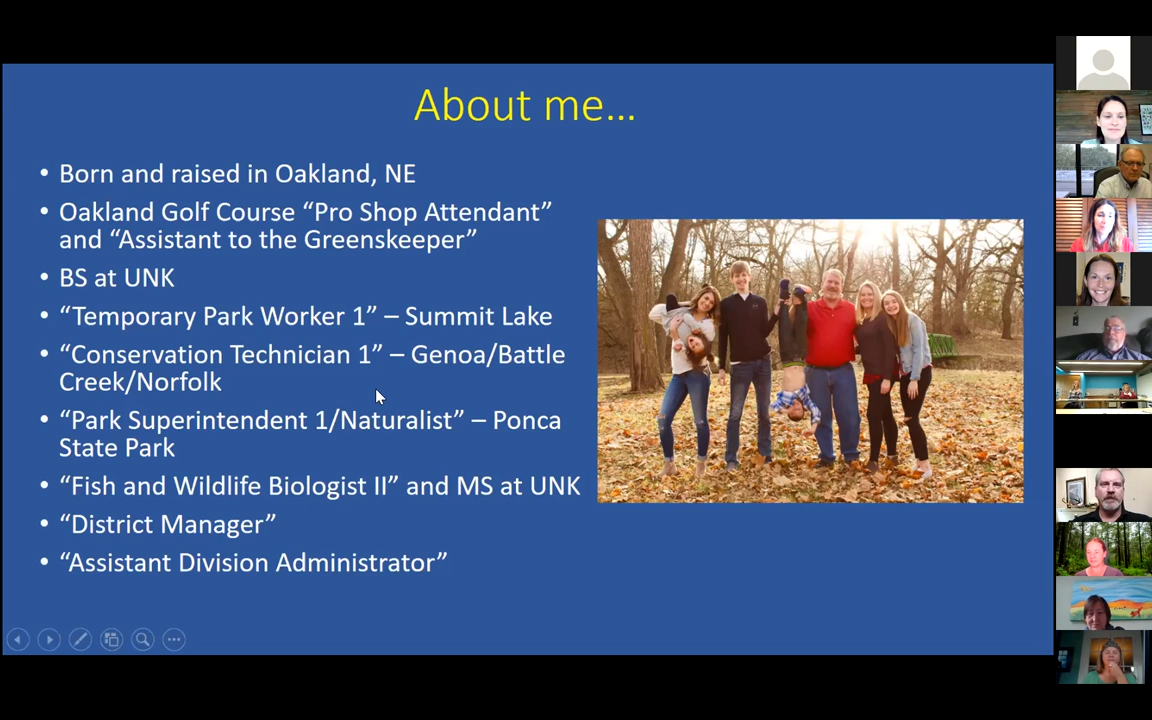 About me...
• Born and raised in Oakland, NE
• Oakland Golf Course “Pro Shop Attendant”
and “Assistant to the Greenskeeper”
• BS at UNK
• “Temporary Park Worker 1” – Summit Lake
• “Conservation Technician 1” – Genoa/Battle
Creek/Norfolk
• “Park Superintendent 1/Naturalist” – Ponca
State Park
• “Fish and Wildlife Biologist II” and MS at UNK
• “District Manager”
• “Assistant Division Administrator”